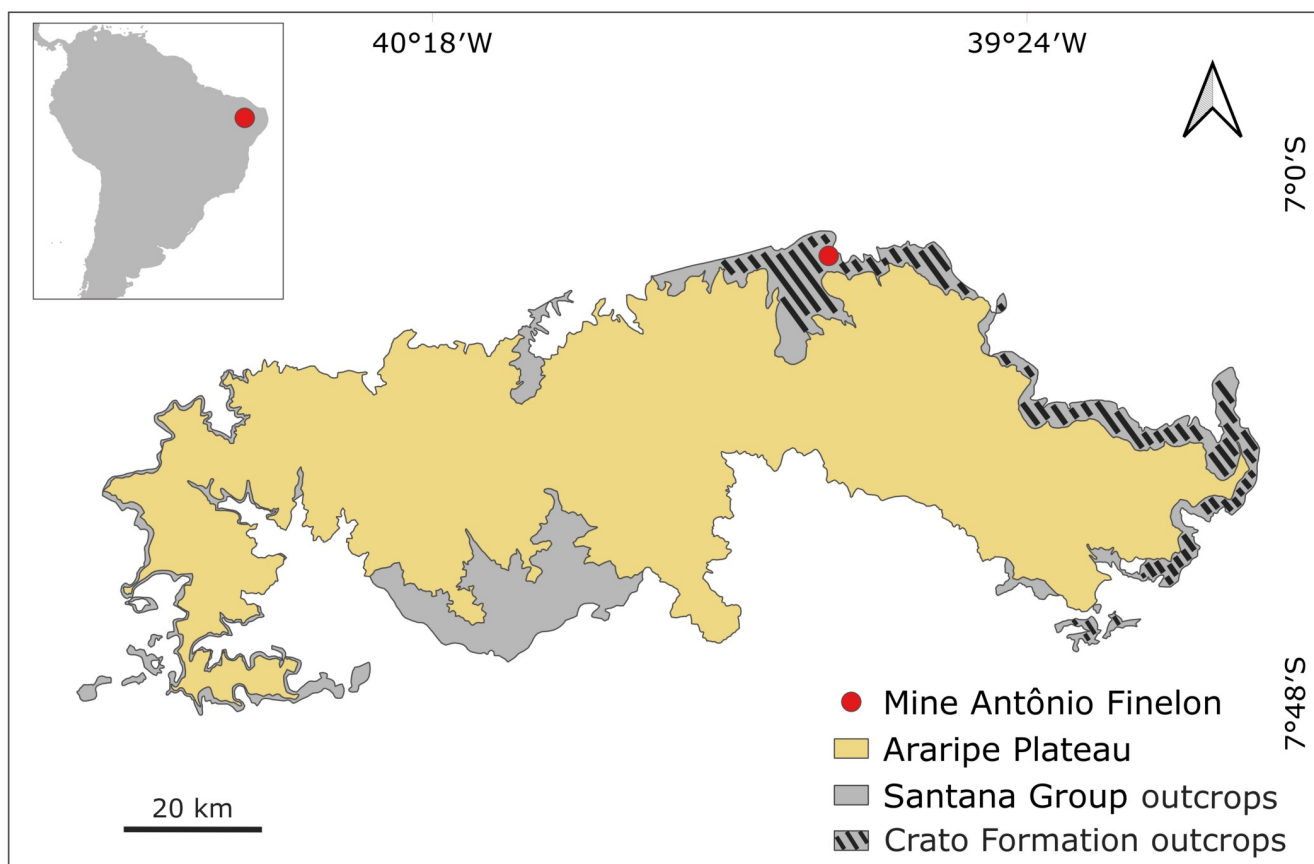 40°18′W
39°24′W
7°0′S
7°48′S
Mine Antônio Finelon
Araripe Plateau
Santana Group outcrops
Crato Formation outcrops
20 km